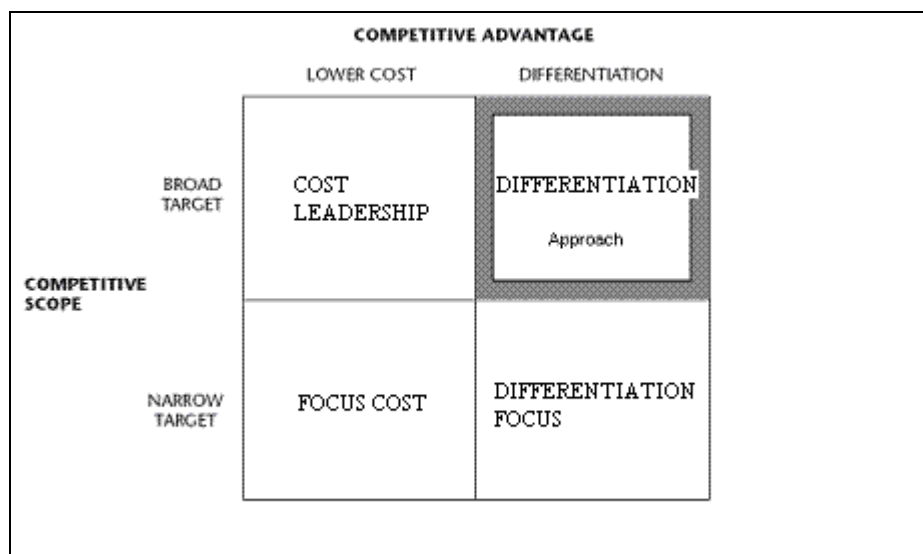 COMPETITIVE ADVANTAGE
LOWER COST
DIFFERENTIATION
BROAD
TARGET
COST
LEADERSHIP
DIFFERENTIATION
Approach
COMPETITIVE
SCOPE
NARROW
TARGET
FOCUS COST
DIFFERENTIATION
FOCUS